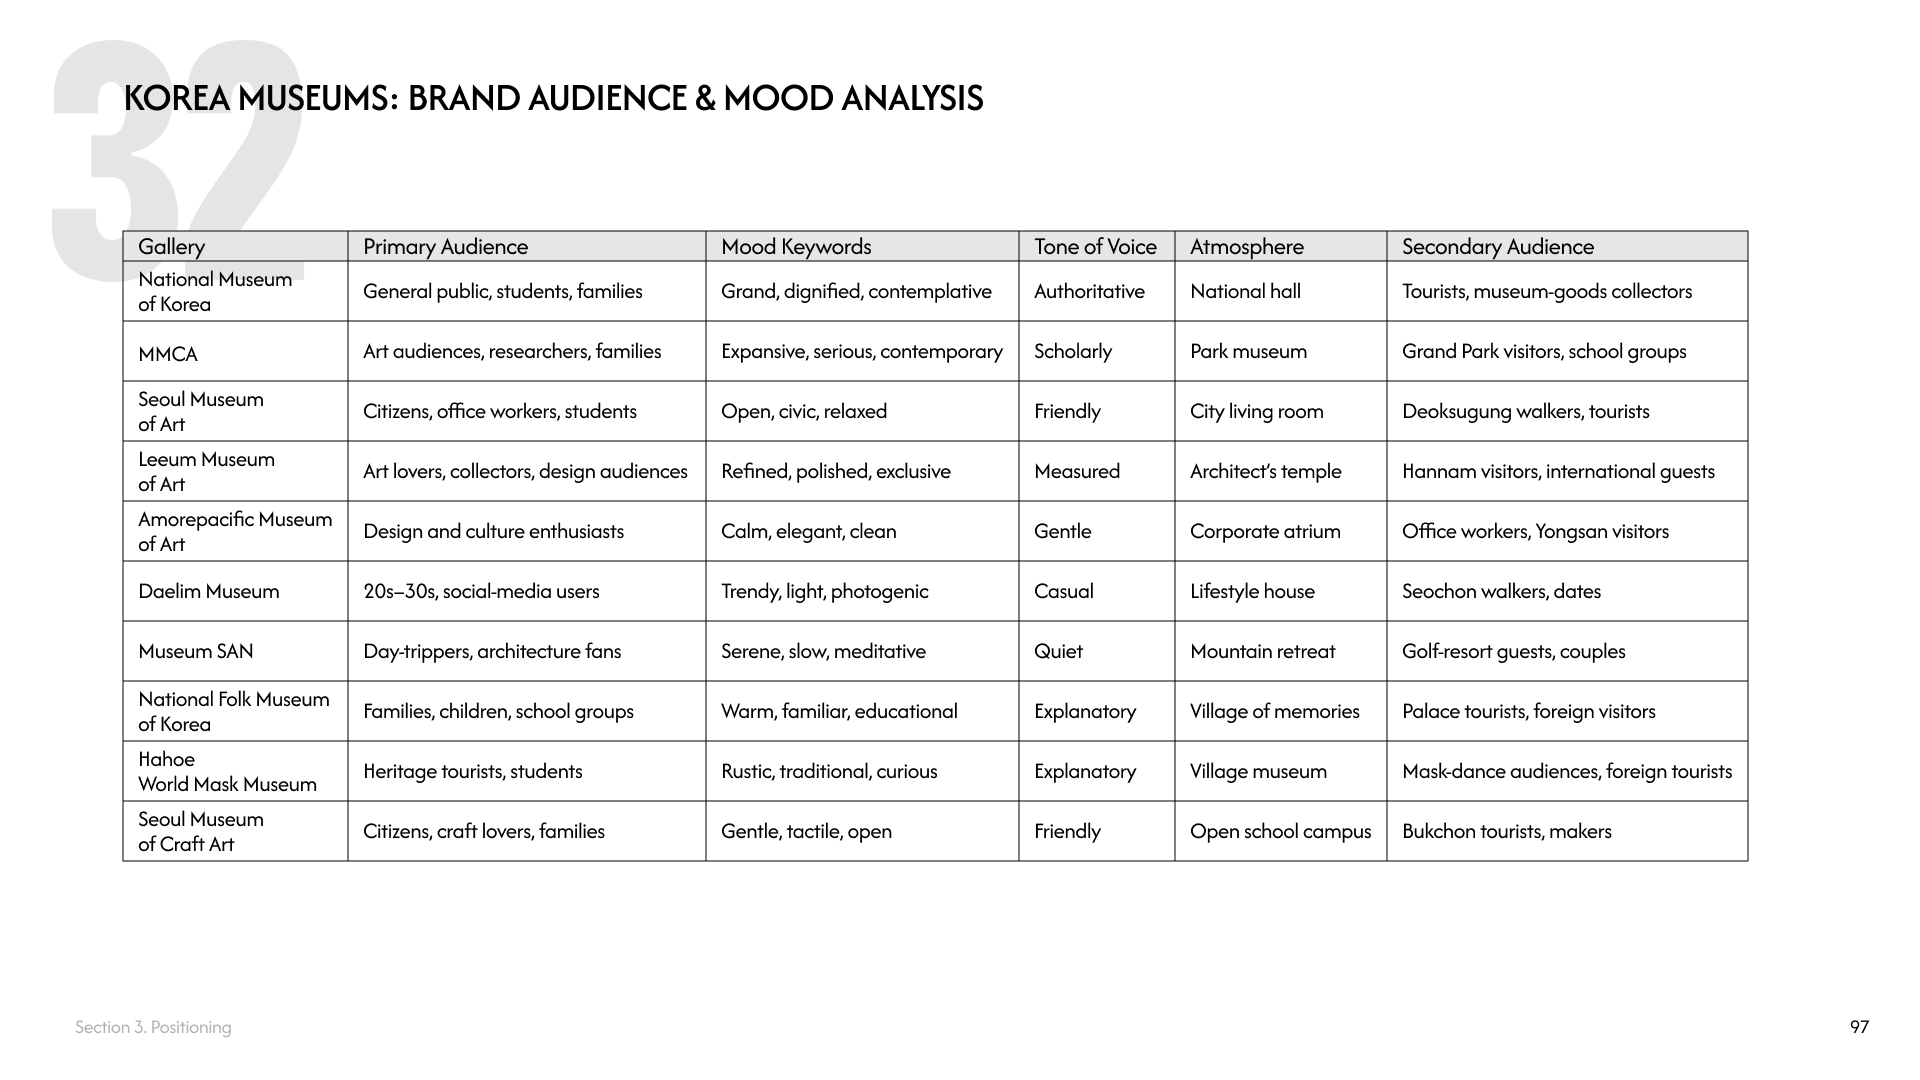 32
KOREA MUSEUMS: BRAND AUDIENCE & MOOD ANALYSIS
Gallery Primary Audience Mood Keywords Tone of Voice Atmosphere Secondary Audience
National Museum
of Korea
General public, students, families Grand, dignified, contemplative Authoritative National hall Tourists, museum-goods collectors
MMCA Art audiences, researchers, families Expansive, serious, contemporary Scholarly Park museum Grand Park visitors, school groups
Seoul Museum
of Art
Citizens, office workers, students Open, civic, relaxed Friendly City living room Deoksugung walkers, tourists
Leeum Museum
of Art
Art lovers, collectors, design audiences Refined, polished, exclusive Measured Architect's temple Hannam visitors, international guests
Amorepacific Museum
of Art
Design and culture enthusiasts Calm, elegant, clean Gentle Corporate atrium Office workers, Yongsan visitors
Daelim Museum 20s–30s, social-media users Trendy, light, photogenic Casual Lifestyle house Seochon walkers, dates
Museum SAN Day-trippers, architecture fans Serene, slow, meditative Quiet Mountain retreat Golf-resort guests, couples
National Folk Museum
of Korea
Families, children, school groups Warm, familiar, educational Explanatory Village of memories Palace tourists, foreign visitors
Hahoe
World Mask Museum
Heritage tourists, students Rustic, traditional, curious Explanatory Village museum Mask-dance audiences, foreign tourists
Seoul Museum
of Craft Art
Citizens, craft lovers, families Gentle, tactile, open Friendly Open school campus Bukchon tourists, makers
Section 3. Positioning
97